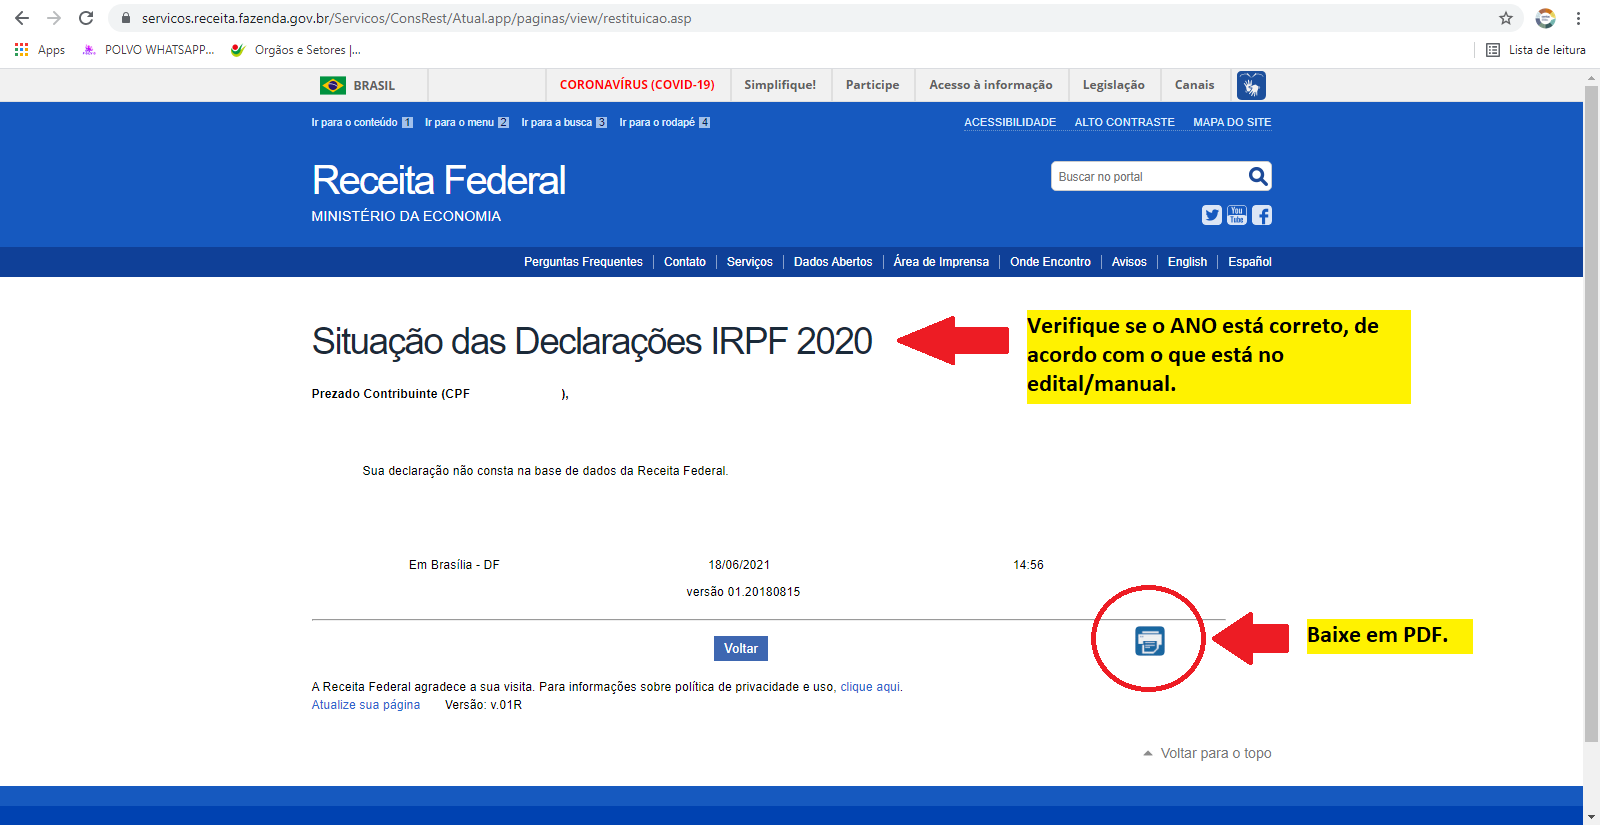 servicos.receita.fazenda.gov.br/Servicos/ConsRest/Atual.app/paginas/view/restituicao.asp
Apps POLVO WHATSAPP... Orgãos e Setores |... Lista de leitura
BRASIL CORONAVÍRUS (COVID-19) Simplifique! Participe Acesso à informação Legislação Canais
Ir para o conteúdo 1 Ir para o menu 2 Ir para a busca 3 Ir para o rodapé 4 ACESSIBILIDADE ALTO CONTRASTE MAPA DO SITE
Receita Federal
Buscar no portal
MINISTÉRIO DA ECONOMIA
You Tube
Perguntas Frequentes Contato Serviços Dados Abertos Área de Imprensa Onde Encontro Avisos English Español
Situação das Declarações IRPF 2020
Verifique se o ANO está correto, de
acordo com o que está no
edital/manual.
Prezado Contribuinte (CPF ),
Sua declaração não consta na base de dados da Receita Federal.
Em Brasília - DF 18/06/2021 14:56
versão 01.20180815
Baixe em PDF.
Voltar
A Receita Federal agradece a sua visita. Para informações sobre política de privacidade e uso, clique aqui.
Atualize sua página Versão: v.01R
Voltar para o topo